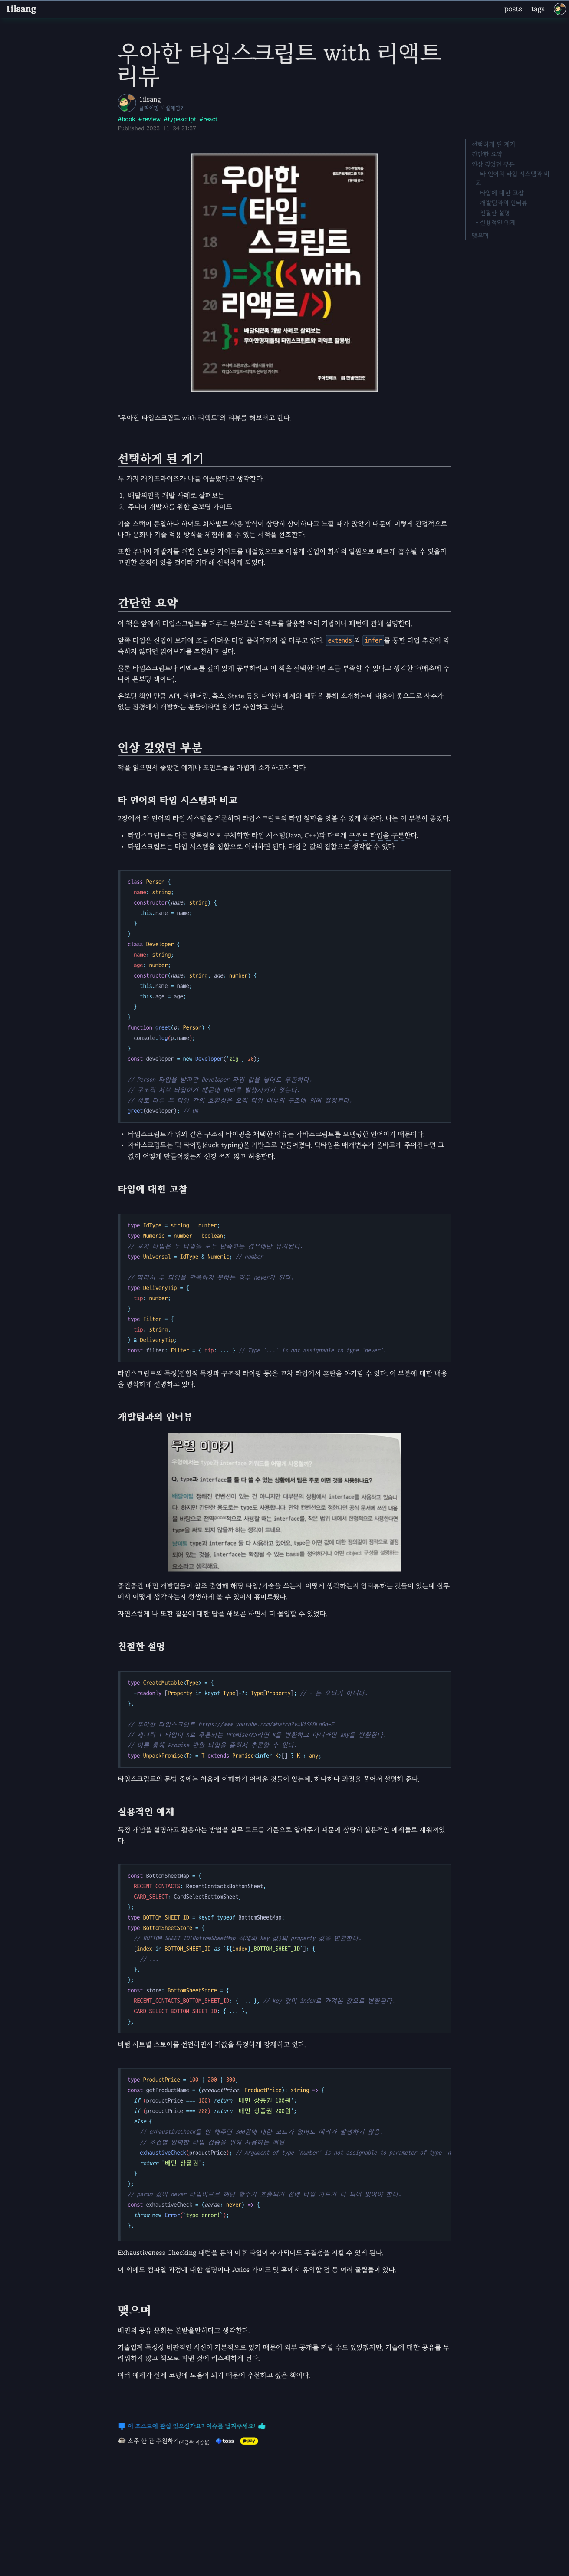 1ilsang
posts tags
우아한 타입스크립트 with 리액트
리뷰
1ilsang
클라이밍 하실래염?
#book #review #typescript #react
Published 2023-11-24 21:37
선택하게 된 계기
간단한 요약
인상 깊었던 부분
- 타 언어의 타입 시스템과 비
교
- 타입에 대한 고찰
- 개발팀과의 인터뷰
- 친절한 설명
- 실용적인 예제
맺으며
16 우아한
17 =(타입:
18 스크립트
19 )=>{(<with
20 리액트/>)
21 }; 배달의민족 개발 사례로 살펴보는
우아한형제들의 타입스크립트와 리액트 활용법
22
"우아한 타입스크립트 with 리액트"의 리뷰를 해보려고 한다.
선택하게 된 계기
두 가지 캐치프라이즈가 나를 이끌었다고 생각한다.
1. 배달의민족 개발 사례로 살펴보는
2. 주니어 개발자를 위한 온보딩 가이드
기술 스택이 동일하다 하여도 회사별로 사용 방식이 상당히 상이하다고 느낄 때가 많았기 때문에 이렇게 간접적으로
나마 문화나 기술 적용 방식을 체험해 볼 수 있는 서적을 선호한다.
또한 주니어 개발자를 위한 온보딩 가이드를 내걸었으므로 어떻게 신입이 회사의 일원으로 빠르게 흡수될 수 있을지
고민한 흔적이 있을 것이라 기대해 선택하게 되었다.
간단한 요약
이 책은 앞에서 타입스크립트를 다루고 뒷부분은 리액트를 활용한 여러 기법이나 패턴에 관해 설명한다.
앞쪽 타입은 신입이 보기에 조금 어려운 타입 좁히기까지 잘 다루고 있다. extends 와 infer 를 통한 타입 추론이 익
숙하지 않다면 읽어보기를 추천하고 싶다.
물론 타입스크립트나 리액트를 깊이 있게 공부하려고 이 책을 선택한다면 조금 부족할 수 있다고 생각한다(애초에 주
니어 온보딩 책이다).
온보딩 책인 만큼 API, 리렌더링, 훅스, State 등을 다양한 예제와 패턴을 통해 소개하는데 내용이 좋으므로 사수가
없는 환경에서 개발하는 분들이라면 읽기를 추천하고 싶다.
인상 깊었던 부분
책을 읽으면서 좋았던 예제나 포인트들을 가볍게 소개하고자 한다.
타 언어의 타입 시스템과 비교
2장에서 타 언어의 타입 시스템을 거론하며 타입스크립트의 타입 철학을 엿볼 수 있게 해준다. 나는 이 부분이 좋았다.
• 타입스크립트는 다른 명목적으로 구체화한 타입 시스템(Java, C++)과 다르게 구조로 타입을 구분한다.
• 타입스크립트는 타입 시스템을 집합으로 이해하면 된다. 타입은 값의 집합으로 생각할 수 있다.
class Person {
name: string;
constructor(name: string) {
this.name = name;
}
}
class Developer {
name: string;
age: number;
constructor(name: string, age: number) {
this.name = name;
this.age = age;
}
}
function greet(p: Person) {
console.log(p.name);
}
const developer = new Developer('zig', 20);
// Person 타입을 받지만 Developer 타입 값을 넣어도 무관하다.
// 구조적 서브 타입이기 때문에 에러를 발생시키지 않는다.
// 서로 다른 두 타입 간의 호환성은 오직 타입 내부의 구조에 의해 결정된다.
greet(developer); // OK
• 타입스크립트가 위와 같은 구조적 타이핑을 채택한 이유는 자바스크립트를 모델링한 언어이기 때문이다.
• 자바스크립트는 덕 타이핑(duck typing)을 기반으로 만들어졌다. 덕타입은 매개변수가 올바르게 주어진다면 그
값이 어떻게 만들어졌는지 신경 쓰지 않고 허용한다.
타입에 대한 고찰
type IdType = string | number;
type Numeric = number | boolean;
// 교차 타입은 두 타입을 모두 만족하는 경우에만 유지된다.
type Universal = IdType & Numeric; // number
// 따라서 두 타입을 만족하지 못하는 경우 never가 된다.
type DeliveryTip = {
tip: number;
}
type Filter = {
tip: string;
} & DeliveryTip;
const filter: Filter = { tip: ... } // Type '...' is not assignable to type 'never'.
타입스크립트의 특징(집합적 특징과 구조적 타이핑 등)은 교차 타입에서 혼란을 야기할 수 있다. 이 부분에 대한 내용
을 명확하게 설명하고 있다.
개발팀과의 인터뷰
우형 이야기
Q. type과 interface를 둘 다 쓸 수 있는 상황에서 팀은 주로 어떤 것을 사용하나요?
중간중간 배민 개발팀들이 참조 출연해 해당 타입/기술을 쓰는지, 어떻게 생각하는지 인터뷰하는 것들이 있는데 실무
에서 어떻게 생각하는지 생생하게 볼 수 있어서 흥미로웠다.
자연스럽게 나 또한 질문에 대한 답을 해보곤 하면서 더 몰입할 수 있었다.
친절한 설명
type CreateMutable<Type> = {
-readonly [Property in keyof Type]-?: Type[Property]; // - 는 오타가 아니다.
};
// 제네릭 T 타입이 K로 추론되는 Promise<K>라면 K를 반환하고 아니라면 any를 반환한다.
// 이를 통해 Promise 반환 타입을 좁혀서 추론할 수 있다.
type UnpackPromise<T> = T extends Promise<infer K>[] ? K : any;
타입스크립트의 문법 중에는 처음에 이해하기 어려운 것들이 있는데, 하나하나 과정을 풀어서 설명해 준다.
실용적인 예제
특정 개념을 설명하고 활용하는 방법을 실무 코드를 기준으로 알려주기 때문에 상당히 실용적인 예제들로 채워져있
다.
const BottomSheetMap = {
RECENT_CONTACTS: RecentContactsBottomSheet,
CARD_SELECT: CardSelectBottomSheet,
};
type BOTTOM_SHEET_ID = keyof typeof BottomSheetMap;
type BottomSheetStore = {
// BOTTOM_SHEET_ID(BottomSheetMap 객체의 key 값)의 property 값을 변환한다.
[index in BOTTOM_SHEET_ID as `${index}_BOTTOM_SHEET_ID`]: {
// ...
};
};
const store: BottomSheetStore = {
RECENT_CONTACTS_BOTTOM_SHEET_ID: { ... }, // key 값이 index로 가져온 값으로 변환된다.
CARD_SELECT_BOTTOM_SHEET_ID: { ... },
};
바텀 시트별 스토어를 선언하면서 키값을 특정하게 강제하고 있다.
type ProductPrice = 100 | 200 | 300;
const getProductName = (productPrice: ProductPrice): string => {
if (productPrice === 100) return '배민 상품권 100원';
if (productPrice === 200) return '배민 상품권 200원';
else {
// exhaustiveCheck를 안 해주면 300원에 대한 코드가 없어도 에러가 발생하지 않음.
// 조건별 완벽한 타입 검증을 위해 사용하는 패턴
exhaustiveCheck(productPrice); // Argument of type 'number' is not assignable to parameter of type 'n
return '배민 상품권';
}
};
// param 값이 never 타입이므로 해당 함수가 호출되기 전에 타입 가드가 다 되어 있어야 한다.
const exhaustiveCheck = (param: never) => {
throw new Error('type error!');
};
Exhaustiveness Checking 패턴을 통해 이후 타입이 추가되어도 무결성을 지킬 수 있게 된다.
이 외에도 컴파일 과정에 대한 설명이나 Axios 가이드 및 훅에서 유의할 점 등 여러 꿀팁들이 있다.
맺으며
배민의 공유 문화는 본받을만하다고 생각한다.
기술업계 특성상 비판적인 시선이 기본적으로 있기 때문에 외부 공개를 꺼릴 수도 있었겠지만, 기술에 대한 공유를 두
려워하지 않고 책으로 펴낸 것에 리스펙하게 된다.
여러 예제가 실제 코딩에 도움이 되기 때문에 추천하고 싶은 책이다.
이 포스트에 관심 있으신가요? 이슈를 남겨주세요!
소주 한 잔 후원하기(예금주: 이상철) toss pay